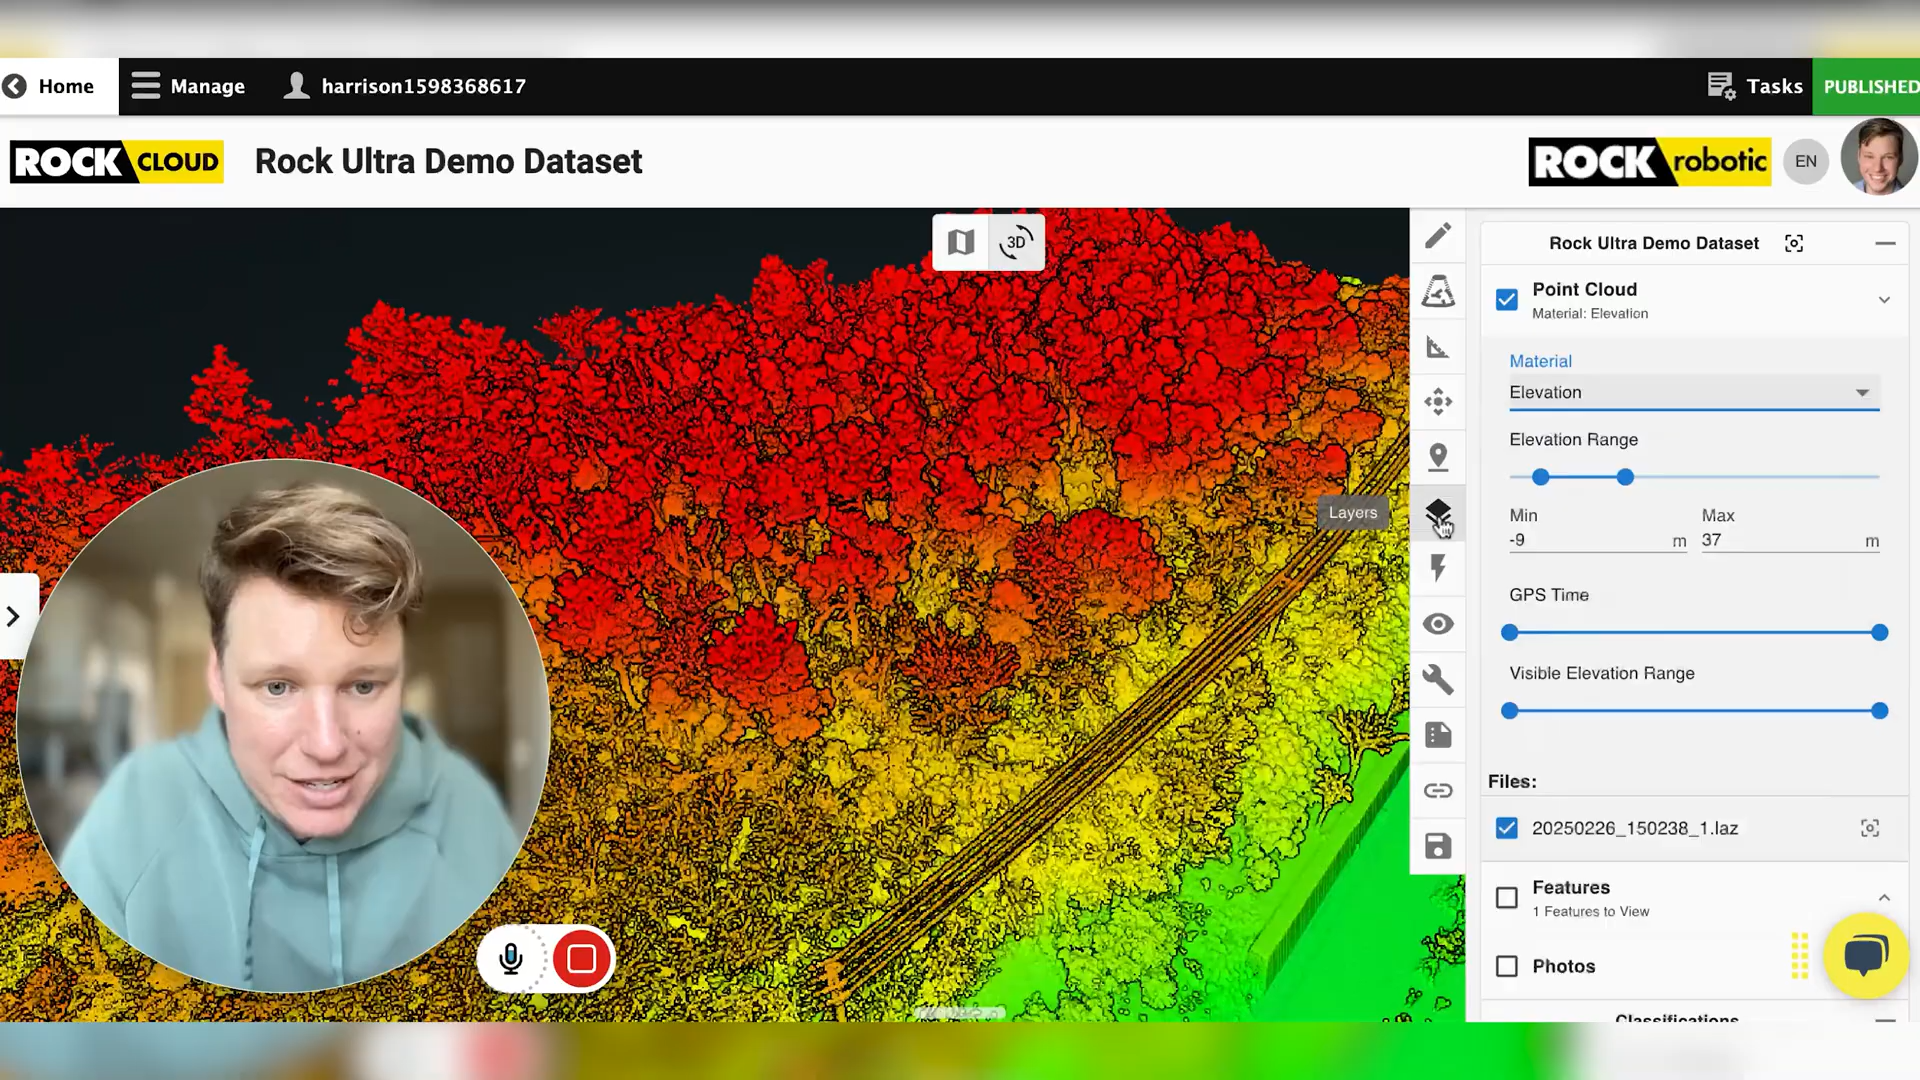 Home
Manage
harrison1598368617
Tasks
PUBLISHED
ROCK CLOUD
Rock Ultra Demo Dataset
ROCK robotic
EN
3D
Rock Ultra Demo Dataset
Point Cloud
Material: Elevation
Material
Elevation
Elevation Range
Layers
Min
Max
-9 m
37 m
GPS Time
Visible Elevation Range
Files:
20250226_150238_1.laz
Features
1 Features to View
Photos
Classifications